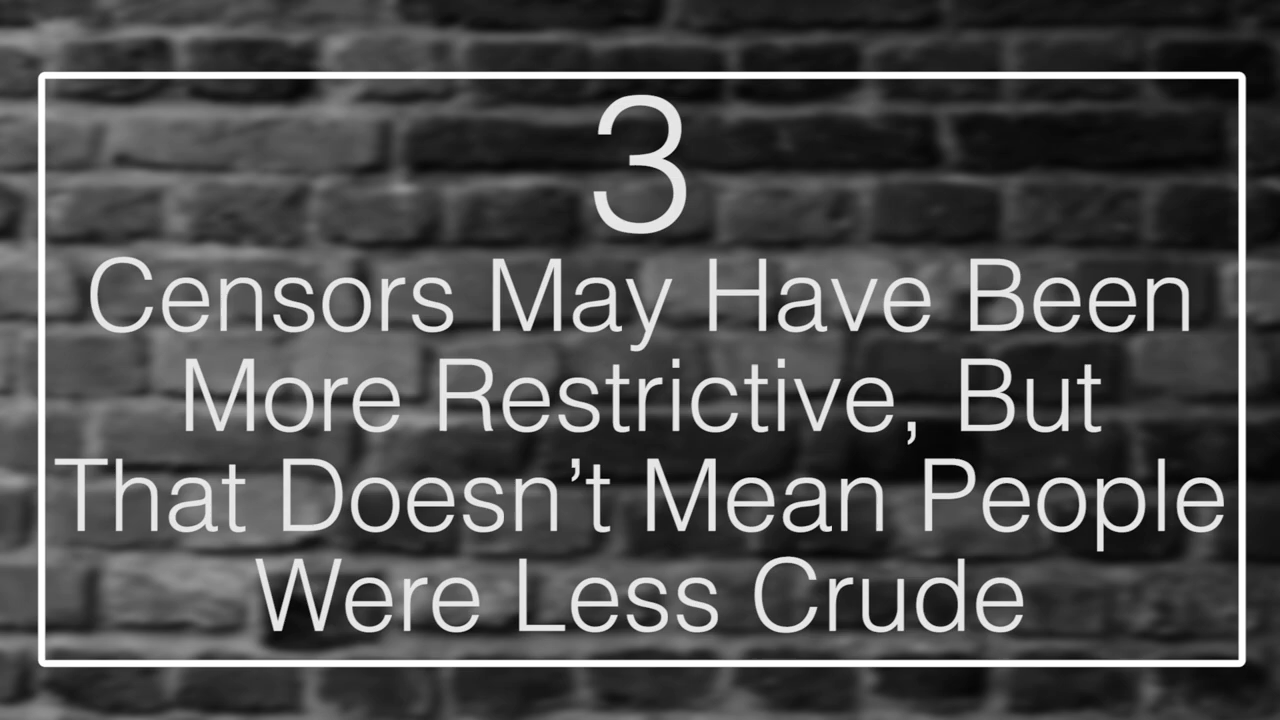 3
Censors May Have Been
More Restrictive, But
That Doesn’t Mean People
Were Less Crude